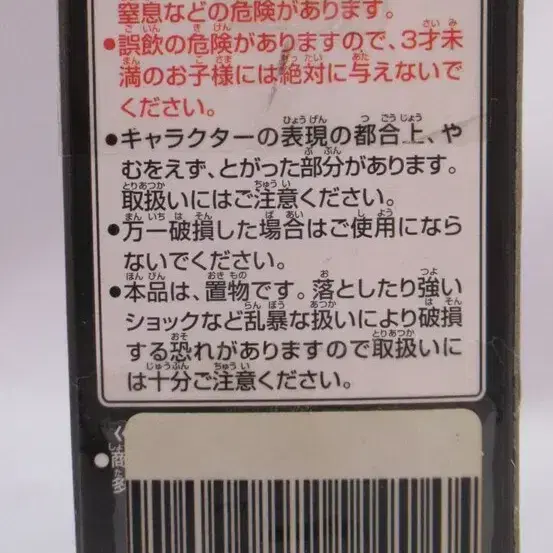 窒息などの危険があります。
●誤飲の危険がありますので、3才未
満のお子様には絶対に与えないで
ください。
●キャラクターの表現の都合上、や
むをえず、とがった部分があります。
取扱いにはご注意ください。
●万一破損した場合はご使用になら
ないでください。
●本品は、置物です。落としたり強い
ショックなど乱暴な扱いにより破損
する恐れがありますので取扱いに
は十分ご注意ください。